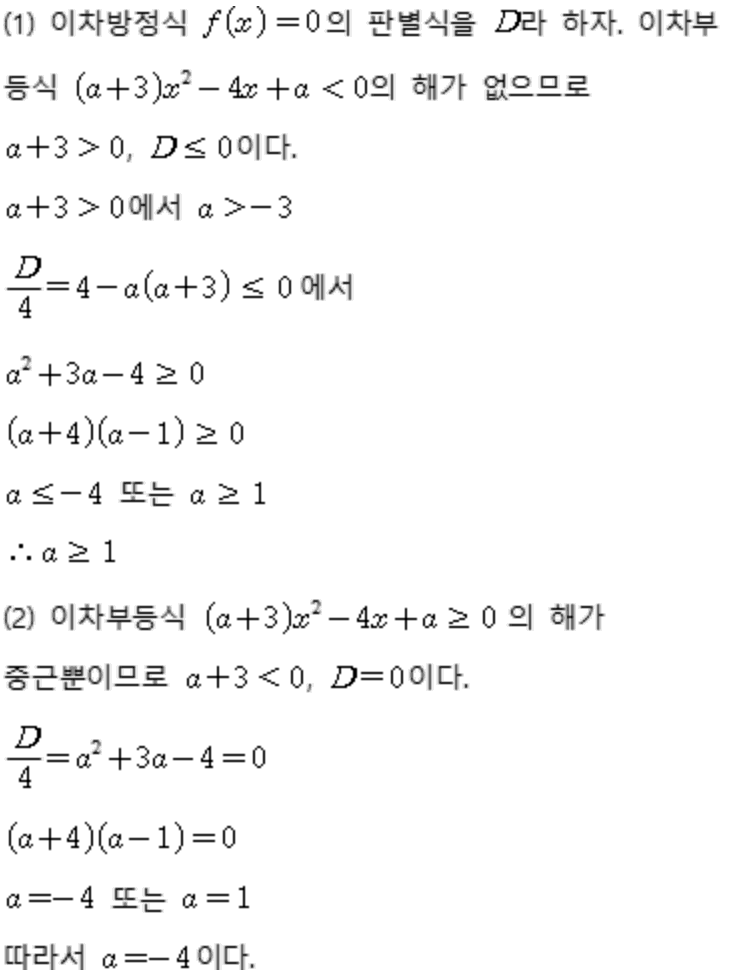 (1) 이차방정식 f(x)=0의 판별식을 D라 하자. 이차부
등식 (a+3)x²-4x+a<0의 해가 없으므로
a+3>0, D≤0이다.
a+3>0에서 a>-3
D/4=4-a(a+3)≤0에서
a²+3a-4≥0
(a+4)(a-1)≥0
a≤-4 또는 a≥1
∴a≥1
(2) 이차부등식 (a+3)x²-4x+a≥0의 해가
중근뿐이므로 a+3<0, D=0이다.
D/4=a²+3a-4=0
(a+4)(a-1)=0
a=-4 또는 a=1
따라서 a=-4이다.